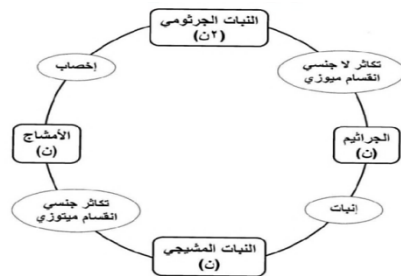 النبات الجرثومي
(٢ن)
تكاثر لا جنسي
انقسام ميوزي
الجراثيم
(ن)
إنبات
النبات المشيجي
(ن)
تكاثر جنسي
انقسام ميتوزي
الأمشاج
(ن)
إخصاب